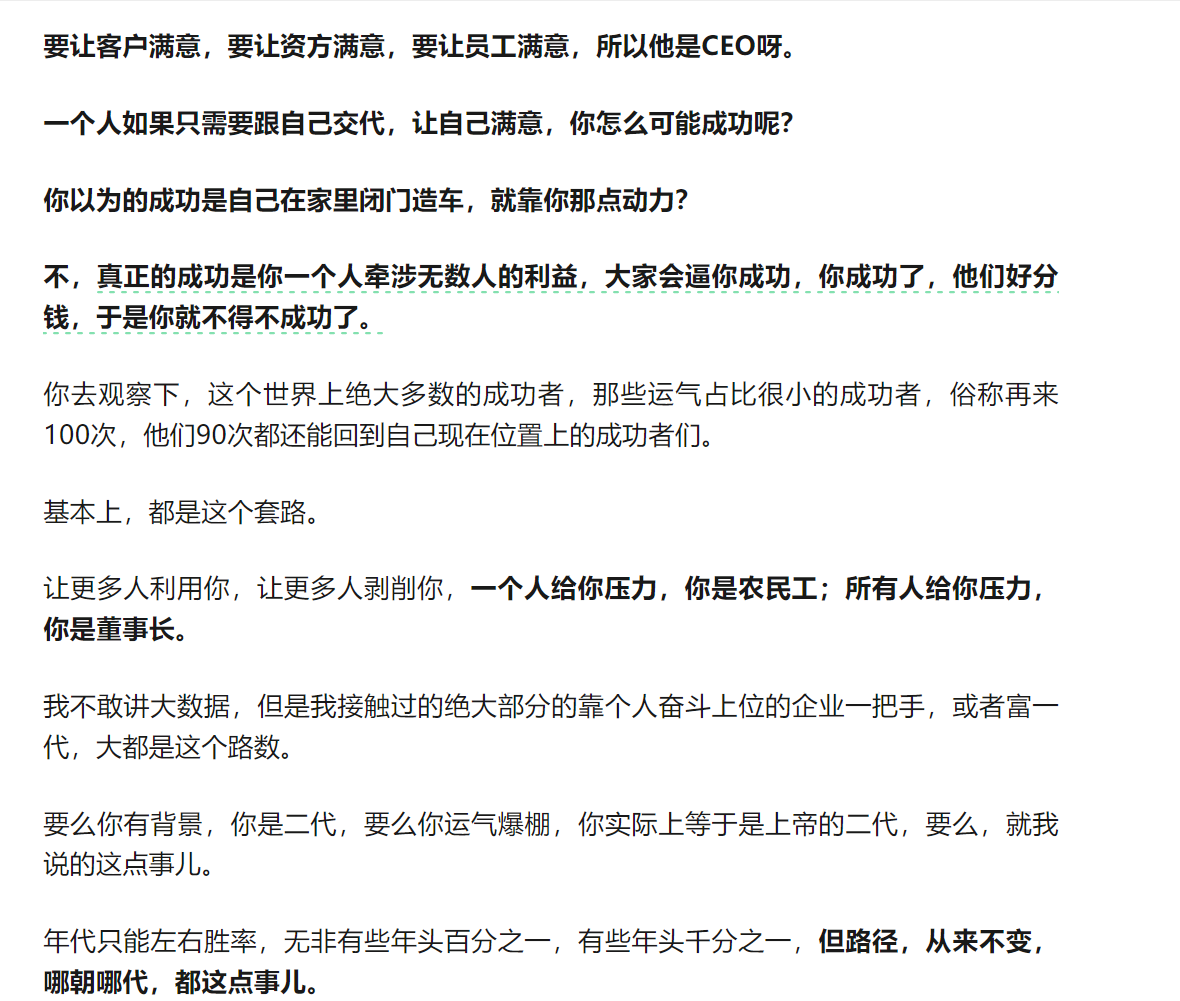 要让客户满意，要让资方满意，要让员工满意，所以他是CEO呀。
一个人如果只需要跟自己交代，让自己满意，你怎么可能成功呢？
你以为的成功是自己在家里闭门造车，就靠你那点动力？
不，真正的成功是你一个人牵涉无数人的利益，大家会逼你成功，你成功了，他们好分
钱，于是你就不得不成功了。
你去观察下，这个世界上绝大多数的成功者，那些运气占比很小的成功者，俗称再来
100次，他们90次都还能回到自己现在位置上的成功者们。
基本上，都是这个套路。
让更多人利用你，让更多人剥削你，一个人给你压力，你是农民工；所有人给你压力，
你是董事长。
我不敢讲大数据，但是我接触过的绝大部分的靠个人奋斗上位的企业一把手，或者富一
代，大都是这个路数。
要么你有背景，你是二代，要么你运气爆棚，你实际上等于是上帝的二代，要么，就我
说的这点事儿。
年代只能左右胜率，无非有些年头百分之一，有些年头千分之一，但路径，从来不变，
哪朝哪代，都这点事儿。